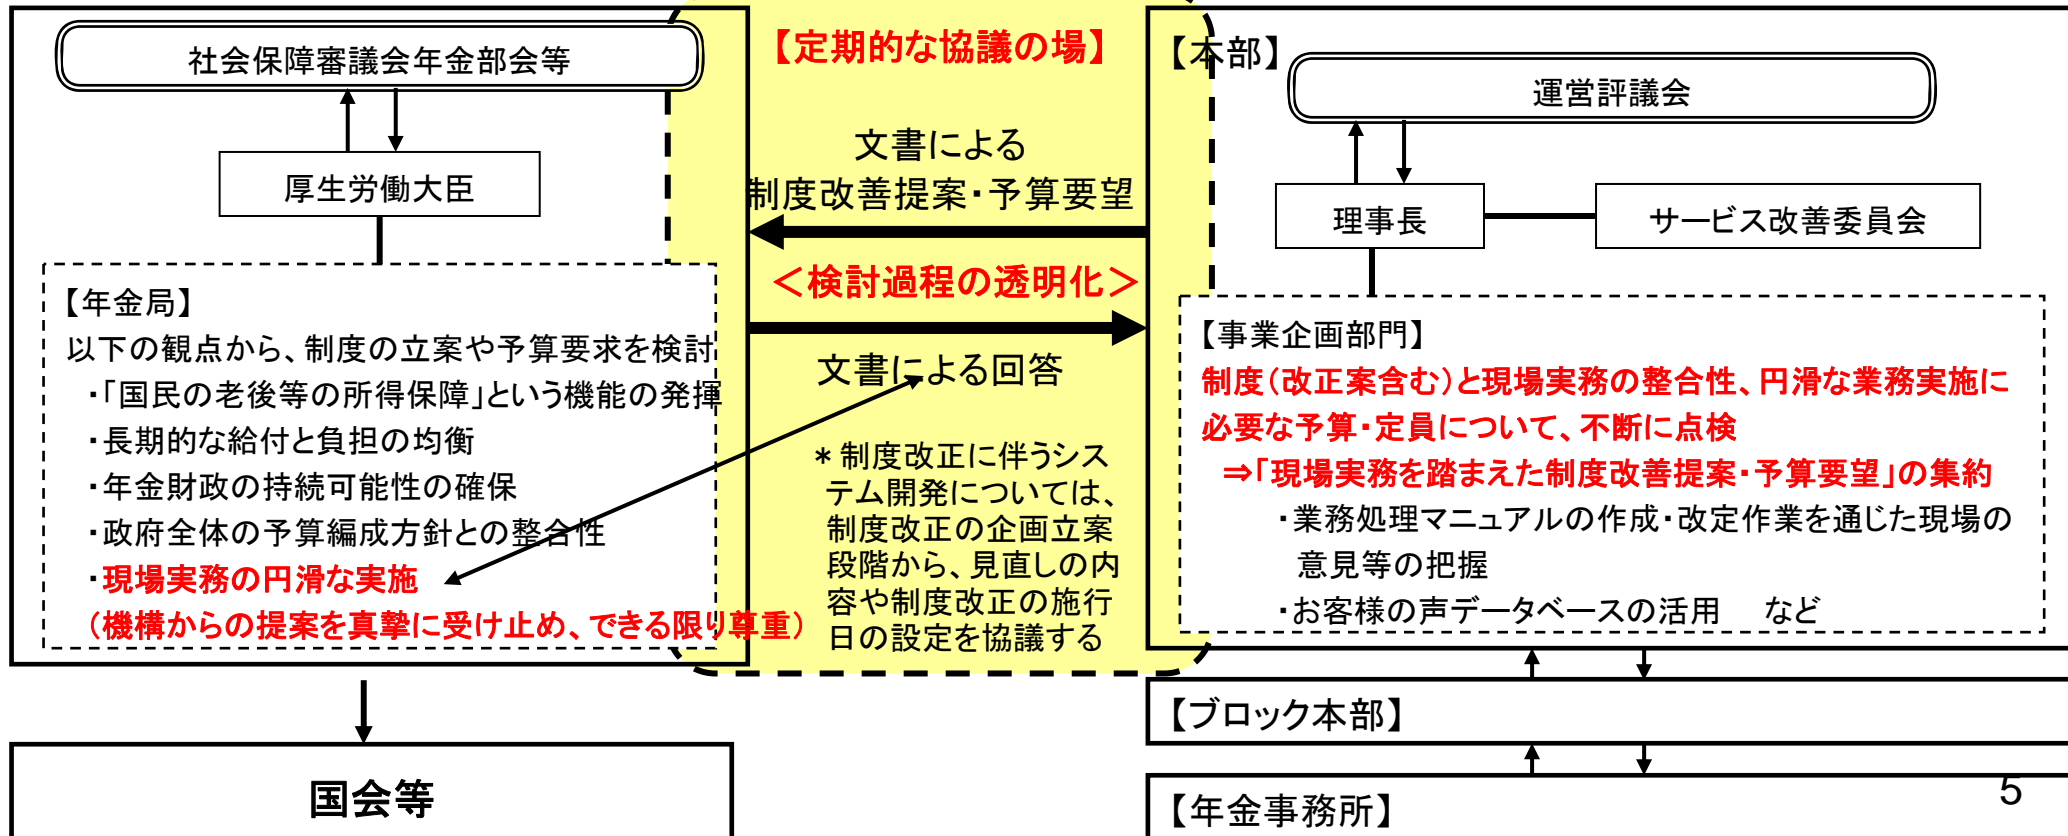 社会保障審議会年金部会等
厚生労働大臣
【年金局】
以下の観点から、制度の立案や予算要求を検討
・「国民の老後等の所得保障」という機能の発揮
・長期的な給付と負担の均衡
・年金財政の持続可能性の確保
・政府全体の予算編成方針との整合性
・現場実務の円滑な実施
（機構からの提案を真摯に受け止め、できる限り尊重）
国会等
【定期的な協議の場】
文書による
制度改善提案・予算要望
＜検討過程の透明化＞
文書による回答
＊制度改正に伴うシス
テム開発については、
制度改正の企画立案
段階から、見直しの内
容や制度改正の施行
日の設定を協議する
【本部】
運営評議会
理事長
サービス改善委員会
【事業企画部門】
制度（改正案含む）と現場実務の整合性、円滑な業務実施に
必要な予算・定員について、不断に点検
⇒「現場実務を踏まえた制度改善提案・予算要望」の集約
・業務処理マニュアルの作成・改定作業を通じた現場の
意見等の把握
・お客様の声データベースの活用　など
【ブロック本部】
【年金事務所】
5